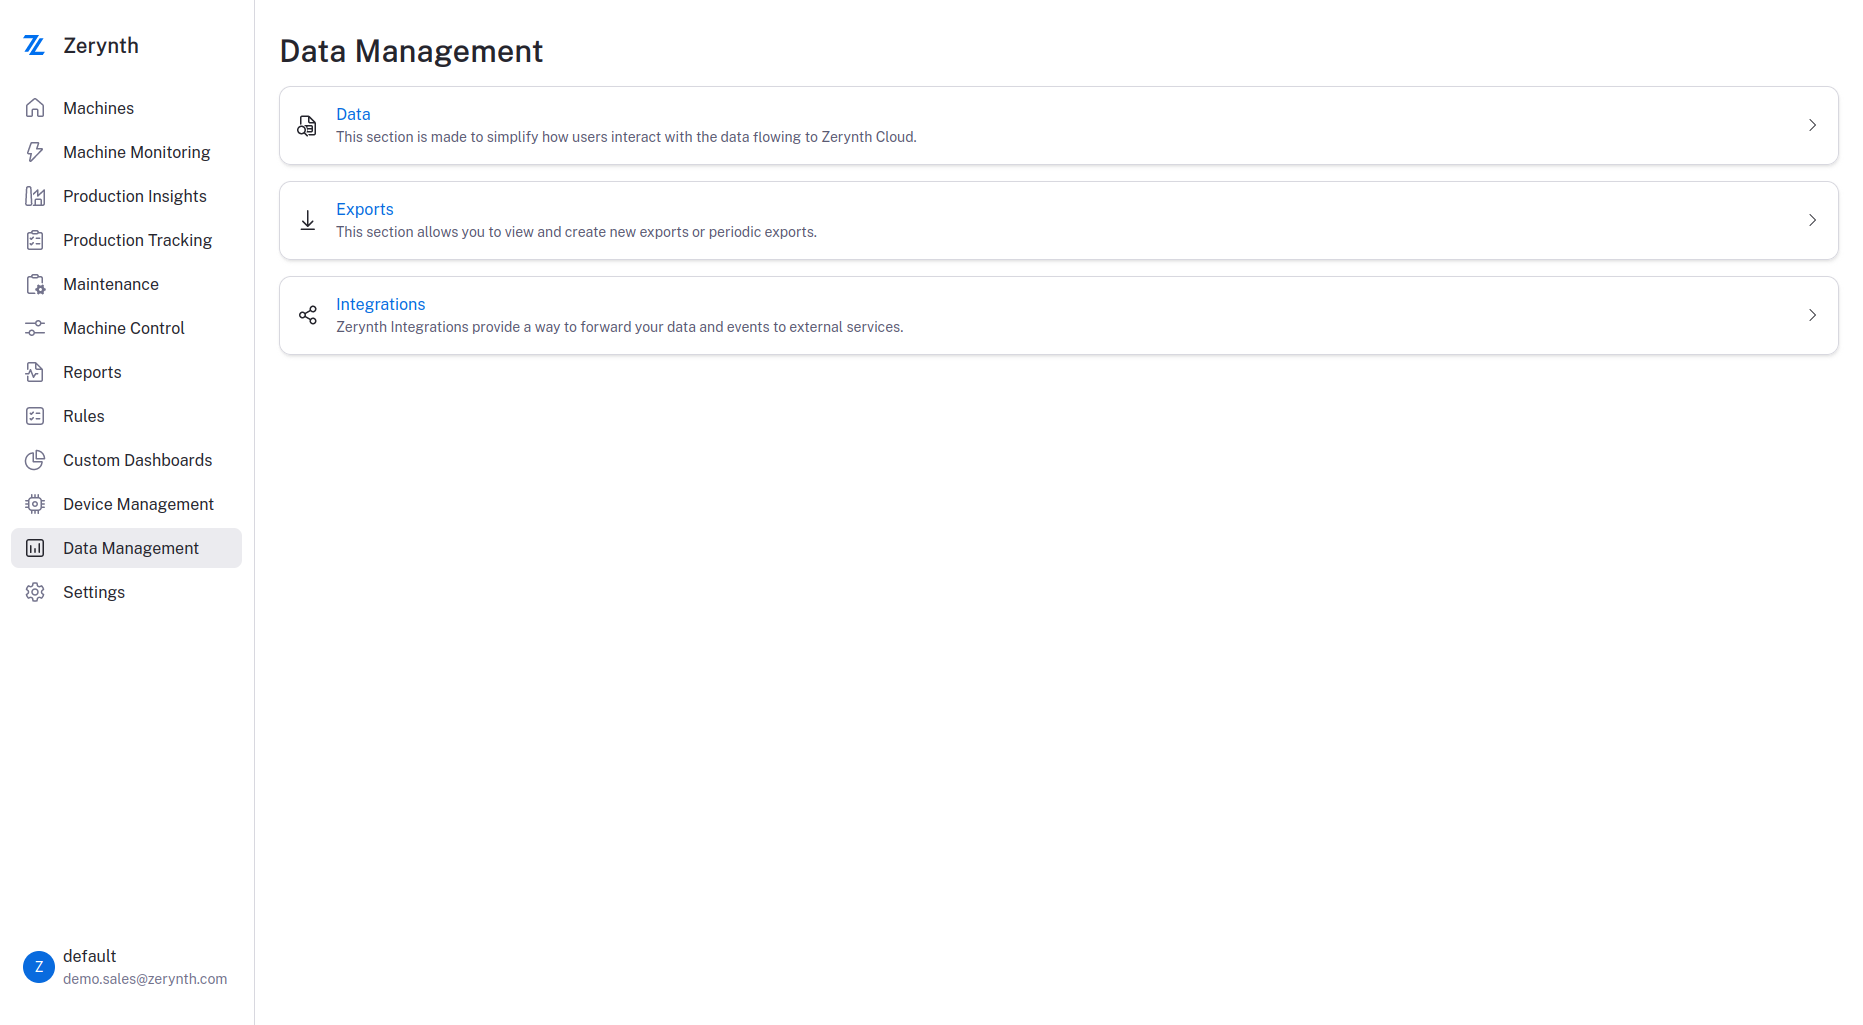 Zerynth
Machines
Machine Monitoring
Production Insights
Production Tracking
Maintenance
Machine Control
Reports
Rules
Custom Dashboards
Device Management
Data Management
Settings
Z
default
demo.sales@zerynth.com
Data Management
Data
This section is made to simplify how users interact with the data flowing to Zerynth Cloud.
Exports
This section allows you to view and create new exports or periodic exports.
Integrations
Zerynth Integrations provide a way to forward your data and events to external services.